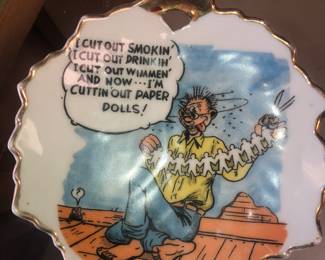 I CUT OUT SMOKIN'
I CUT OUT DRINKIN'
I CUT OUT WIMMEN'
AND NOW...I'M
CUTTIN OUT PAPER
DOLLS!
?